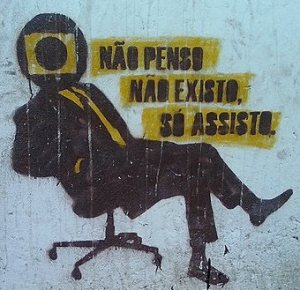 NÃO PENSO
NÃO EXISTO,
SÓ ASSISTO.